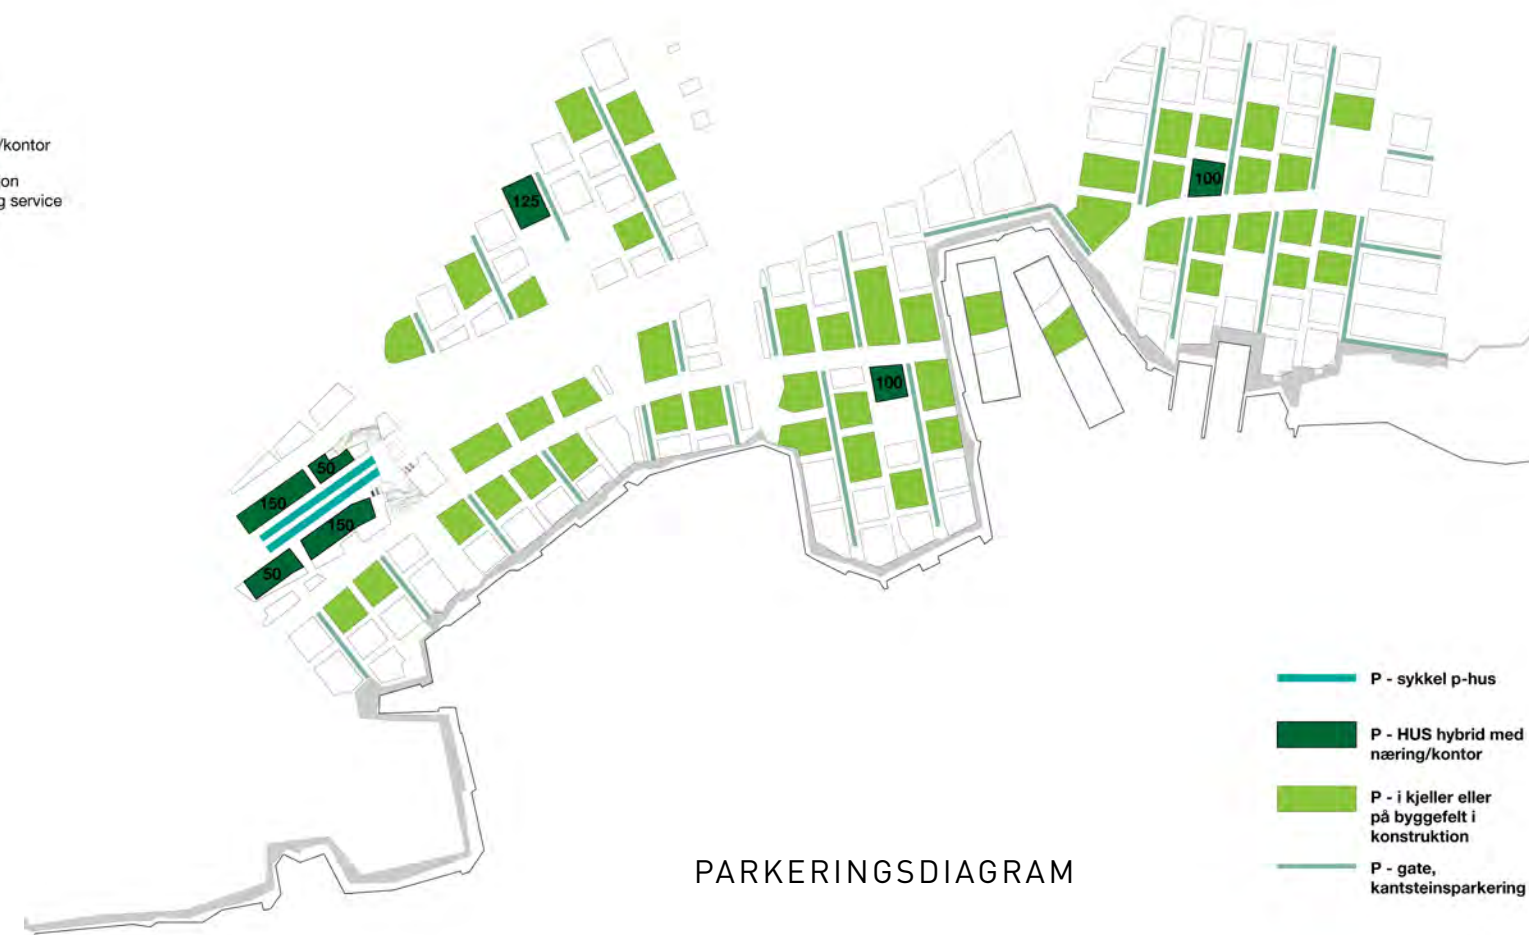 /kontor
on
g service
125
100
100
50
150
150
50
P - sykkel p-hus
P - HUS hybrid med
næring/kontor
P - i kjeller eller
på byggefelt i
konstruktion
P - gate,
kantsteinsparkering
PARKERINGSDIAGRAM